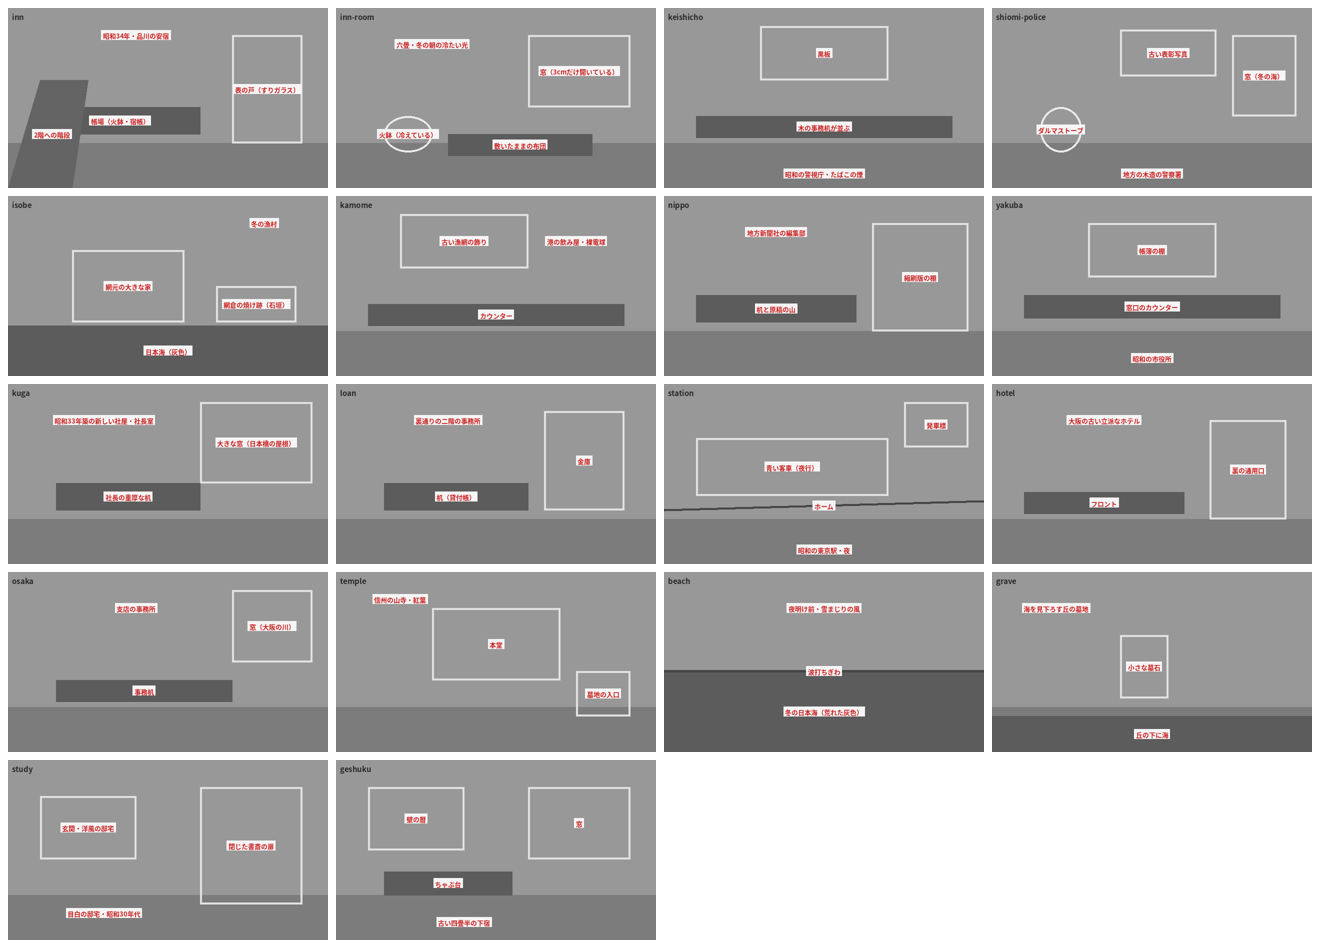 inn
昭和34年・品川の安宿
表の戸（すりガラス）
帳場（火鉢・宿帳）
2階への階段
inn-room
六畳・冬の朝の冷たい光
窓（3cmだけ開いている）
火鉢（冷えている）
敷いたままの布団
keishicho
黒板
木の事務机が並ぶ
昭和の警視庁・たばこの煙
shiomi-police
古い表彰写真
窓（冬の海）
ダルマストーブ
地方の木造の警察署
isobe
冬の漁村
網元の大きな家
網倉の焼け跡（石垣）
日本海（灰色）
kamome
古い漁網の飾り
港の飲み屋・裸電球
カウンター
nippo
地方新聞社の編集部
縮刷版の棚
机と原稿の山
yakuba
帳簿の棚
窓口のカウンター
昭和の市役所
kuga
昭和33年築の新しい社屋・社長室
大きな窓（日本橋の屋根）
社長の重厚な机
loan
裏通りの二階の事務所
金庫
机（貸付帳）
station
発車標
青い客車（夜行）
ホーム
昭和の東京駅・夜
hotel
大阪の古い立派なホテル
裏の通用口
フロント
osaka
支店の事務所
窓（大阪の川）
事務机
temple
信州の山寺・紅葉
本堂
墓地の入口
beach
夜明け前・雪まじりの風
波打ちぎわ
冬の日本海（荒れた灰色）
grave
海を見下ろす丘の墓地
小さな墓石
丘の下に海
study
玄関・洋風の邸宅
閉じた書斎の扉
目白の邸宅・昭和30年代
geshuku
壁の暦
窓
ちゃぶ台
古い四畳半の下宿